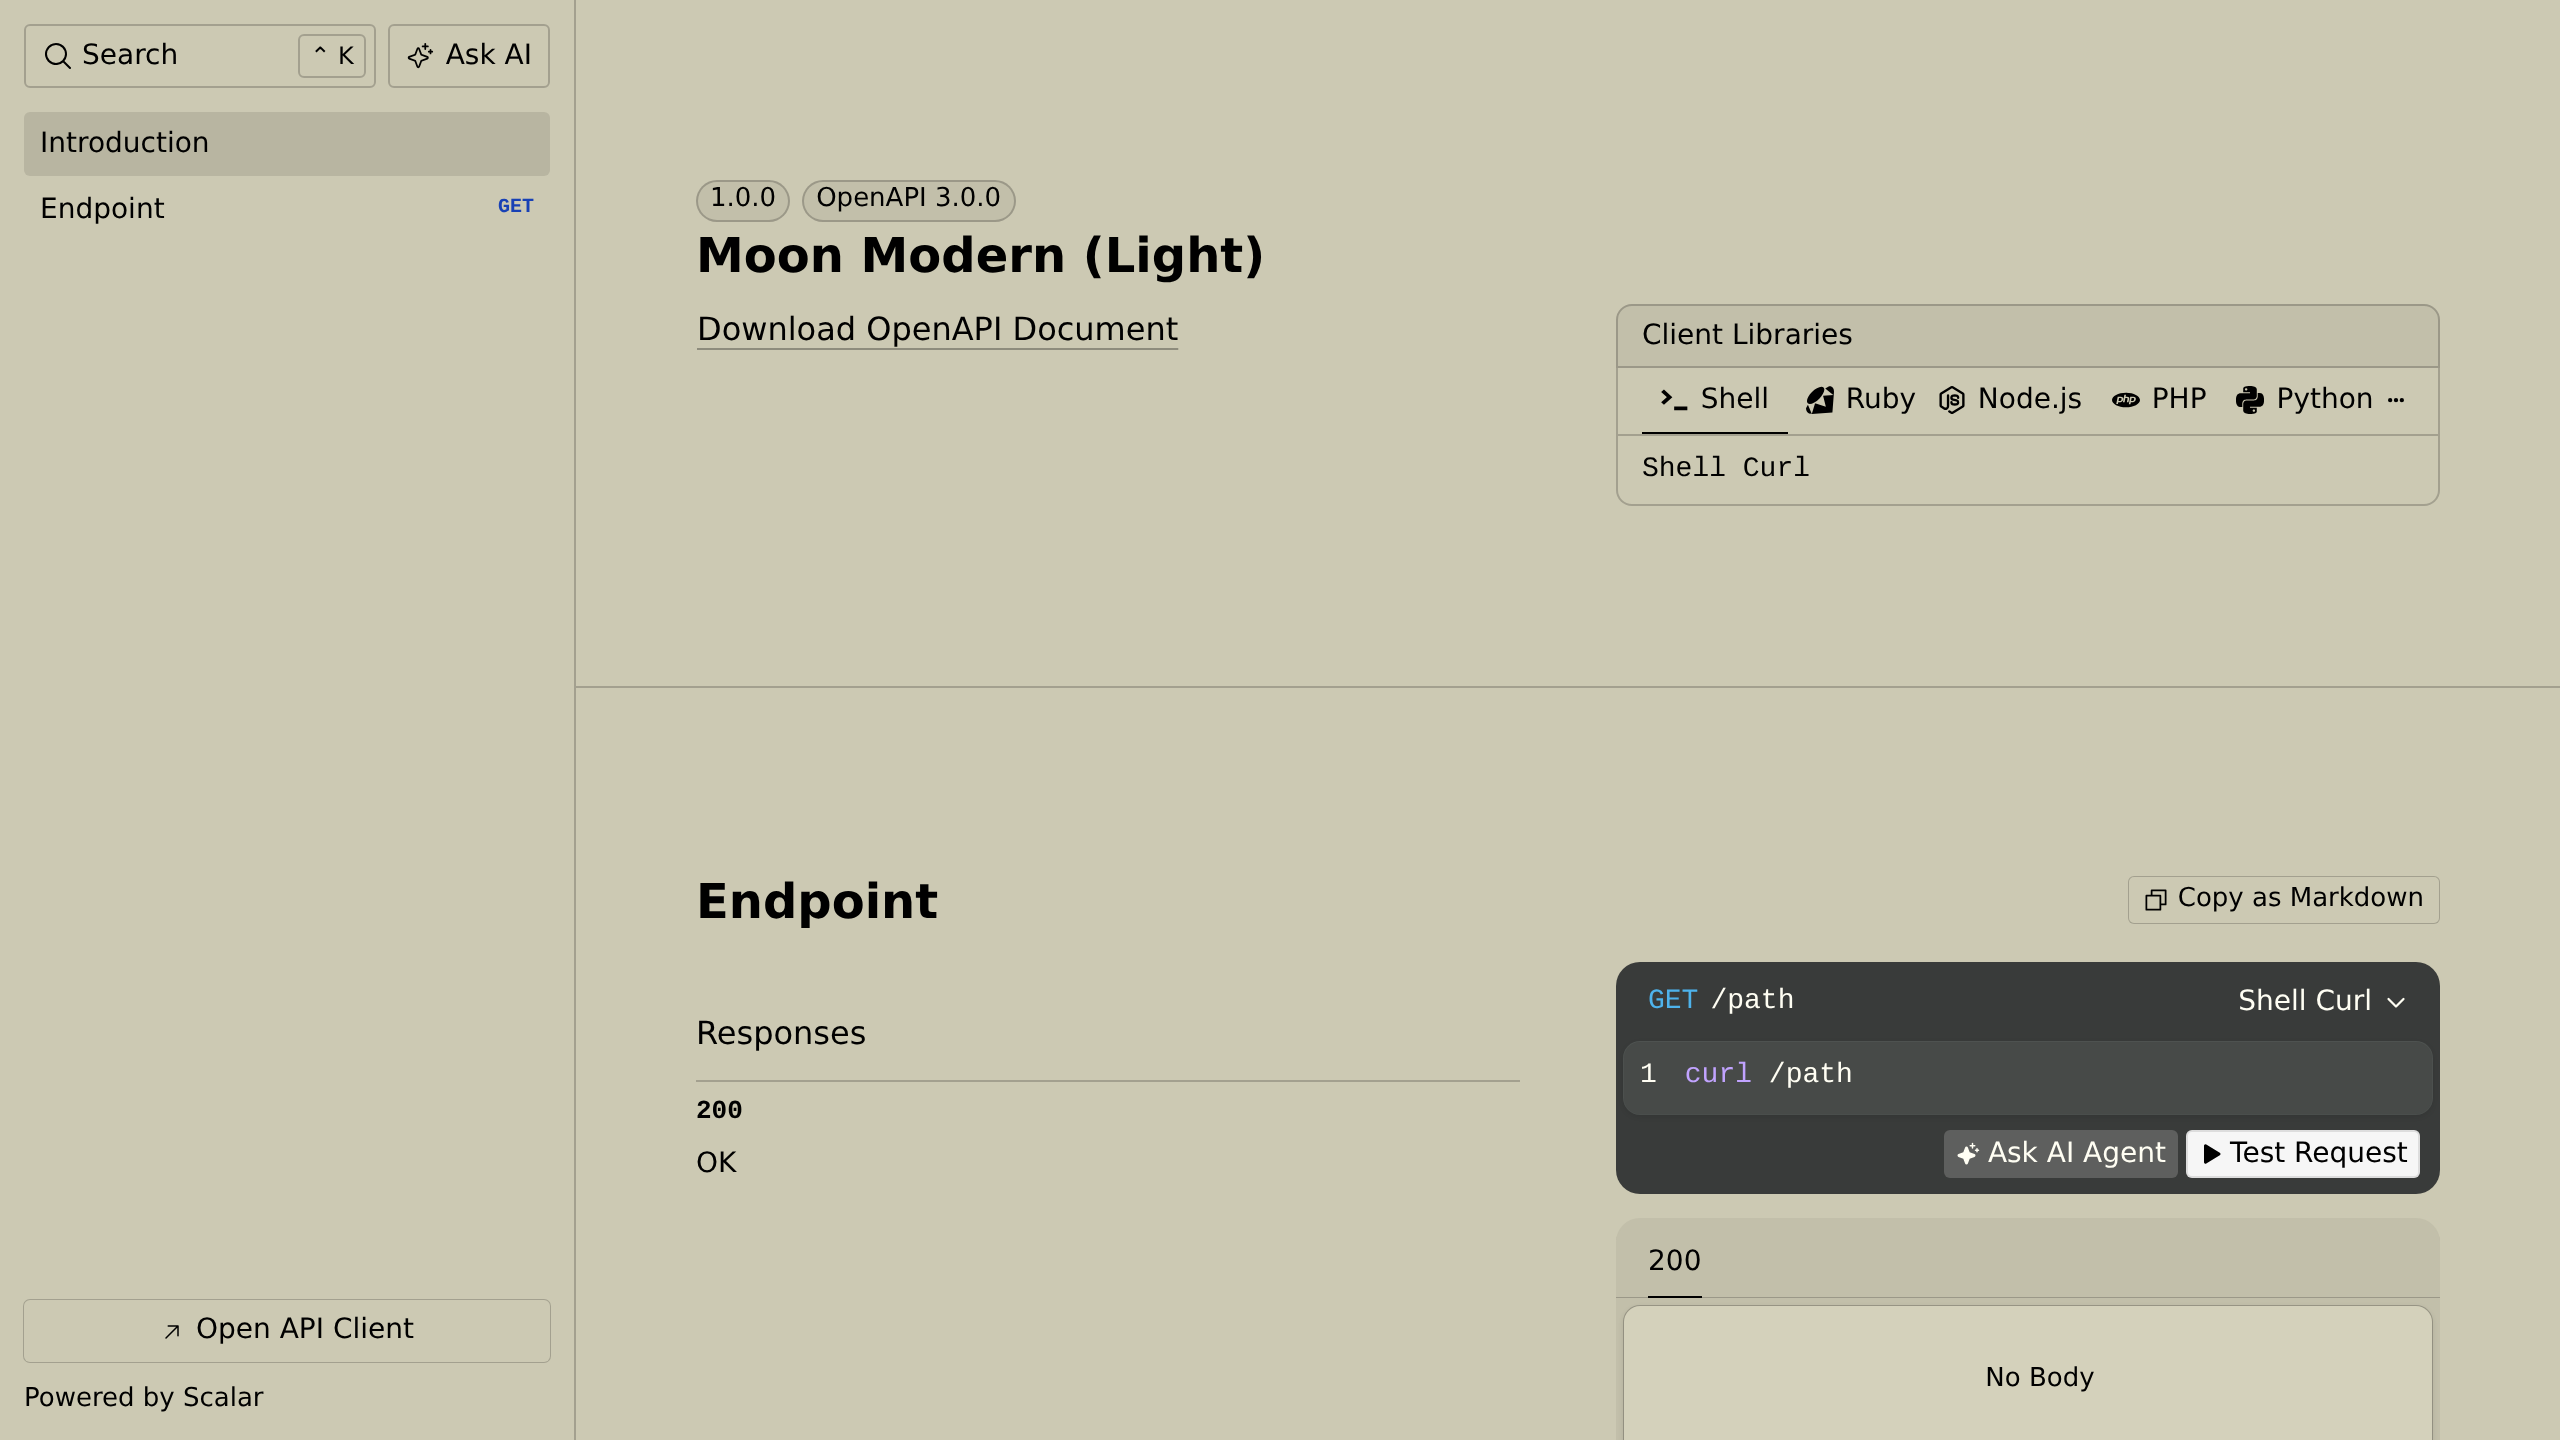 Search
⌃ K
Ask AI
Introduction
Endpoint
GET
Open API Client
Powered by Scalar
1.0.0
OpenAPI 3.0.0
Moon Modern (Light)
Download OpenAPI Document
Client Libraries
Shell
Ruby
Node.js
PHP
Python
Shell Curl
Endpoint
Copy as Markdown
Responses
200
OK
GET /path
Shell Curl
1 curl /path
Ask AI Agent
Test Request
200
No Body